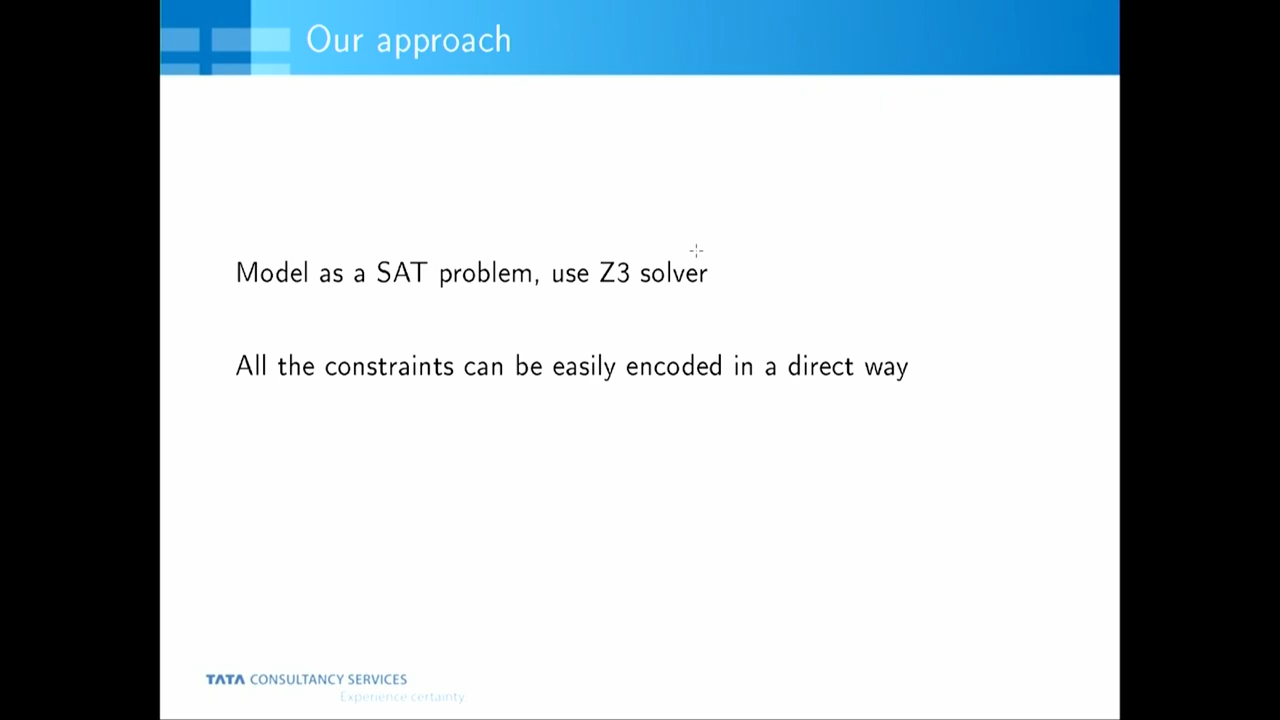 Our approach
Model as a SAT problem, use Z3 solver
All the constraints can be easily encoded in a direct way
TATA CONSULTANCY SERVICES
Experience certainty